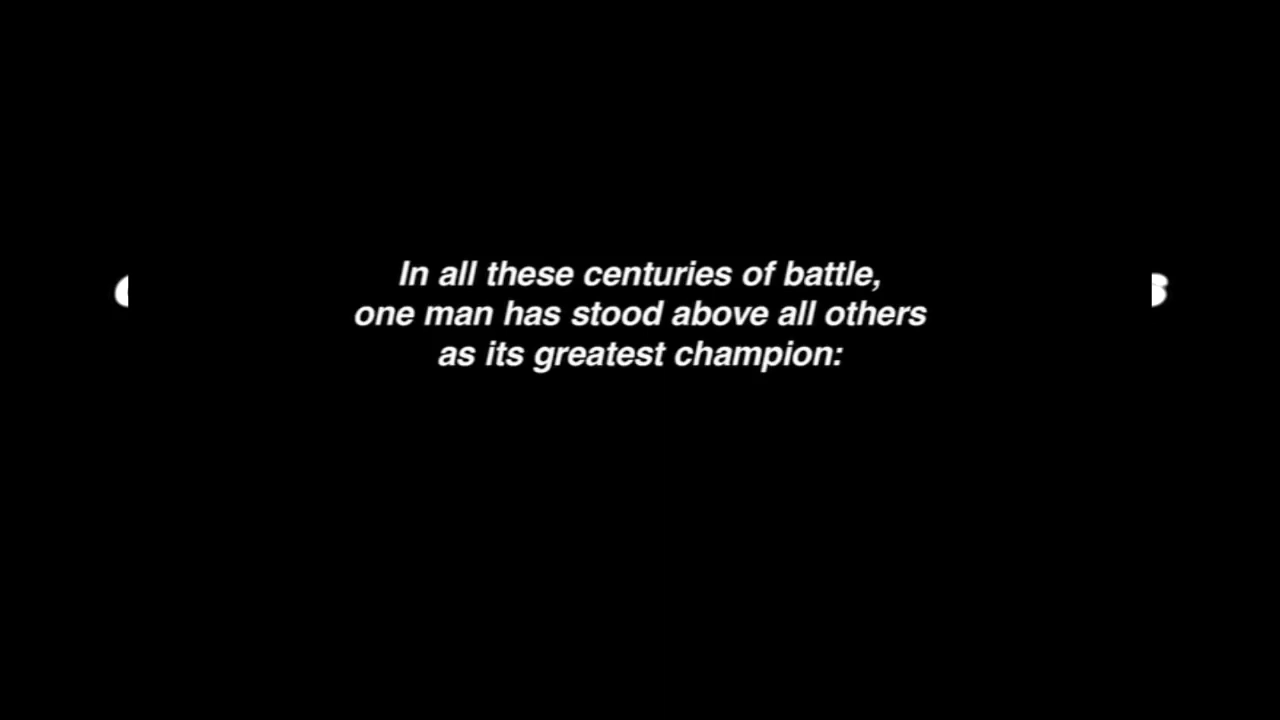 In all these centuries of battle,
one man has stood above all others
as its greatest champion: